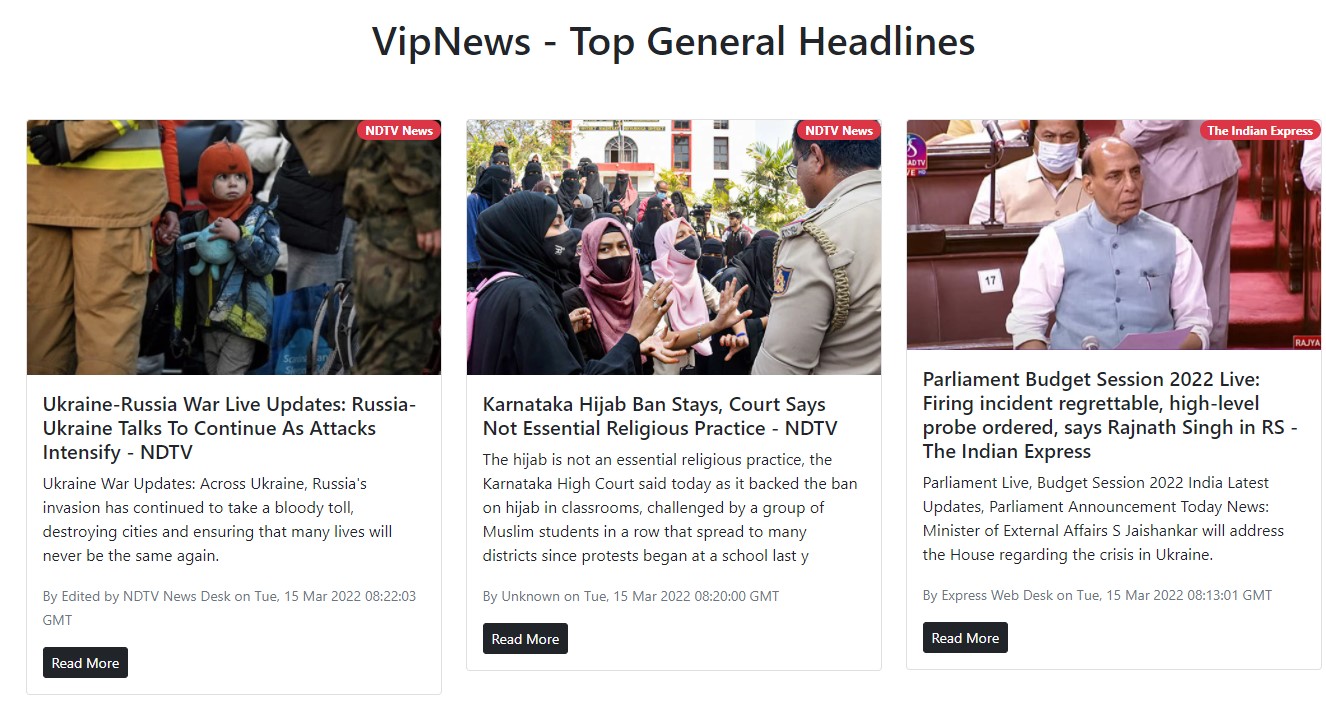 VipNews - Top General Headlines
NDTV News
Ukraine-Russia War Live Updates: Russia-
Ukraine Talks To Continue As Attacks
Intensify - NDTV
Ukraine War Updates: Across Ukraine, Russia's
invasion has continued to take a bloody toll,
destroying cities and ensuring that many lives will
never be the same again.
By Edited by NDTV News Desk on Tue, 15 Mar 2022 08:22:03
GMT
Read More
NDTV News
Karnataka Hijab Ban Stays, Court Says
Not Essential Religious Practice - NDTV
The hijab is not an essential religious practice, the
Karnataka High Court said today as it backed the ban
on hijab in classrooms, challenged by a group of
Muslim students in a row that spread to many
districts since protests began at a school last y
By Unknown on Tue, 15 Mar 2022 08:20:00 GMT
Read More
The Indian Express
17
RAJYA
Parliament Budget Session 2022 Live:
Firing incident regrettable, high-level
probe ordered, says Rajnath Singh in RS -
The Indian Express
Parliament Live, Budget Session 2022 India Latest
Updates, Parliament Announcement Today News:
Minister of External Affairs S Jaishankar will address
the House regarding the crisis in Ukraine.
By Express Web Desk on Tue, 15 Mar 2022 08:13:01 GMT
Read More